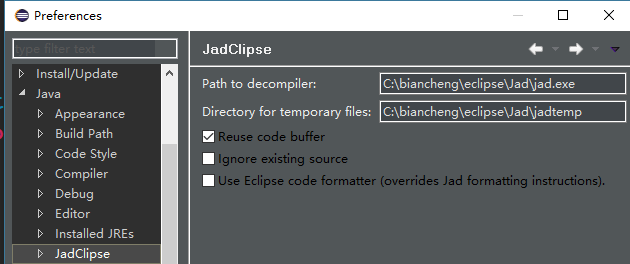 Preferences
type filter text
Install/Update
Java
Appearance
Build Path
Code Style
Compiler
Debug
Editor
Installed JREs
JadClipse
JadClipse
Path to decompiler:
C:\biancheng\eclipse\Jad\jad.exe
Directory for temporary files:
C:\biancheng\eclipse\Jad\jadtemp
Reuse code buffer
Ignore existing source
Use Eclipse code formatter (overrides Jad formatting instructions).